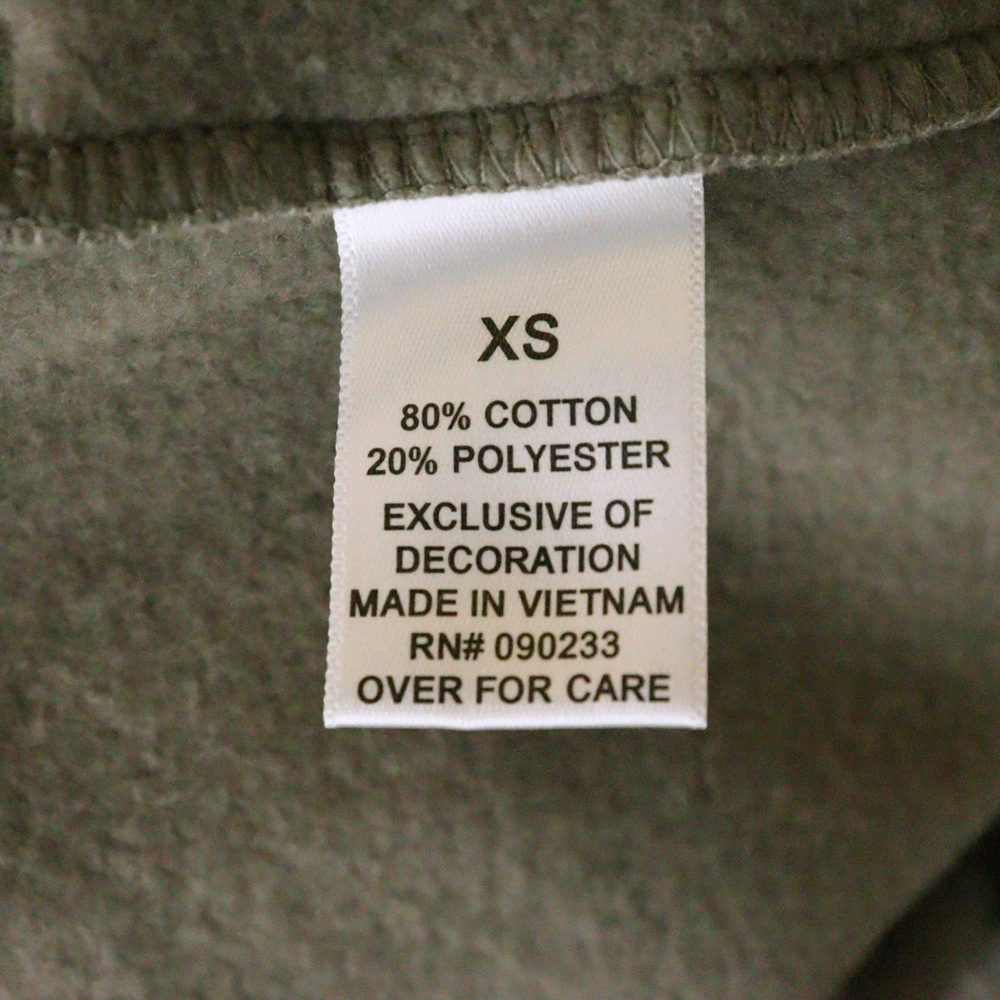 XS
80% COTTON
20% POLYESTER
EXCLUSIVE OF
DECORATION
MADE IN VIETNAM
RN# 090233
OVER FOR CARE